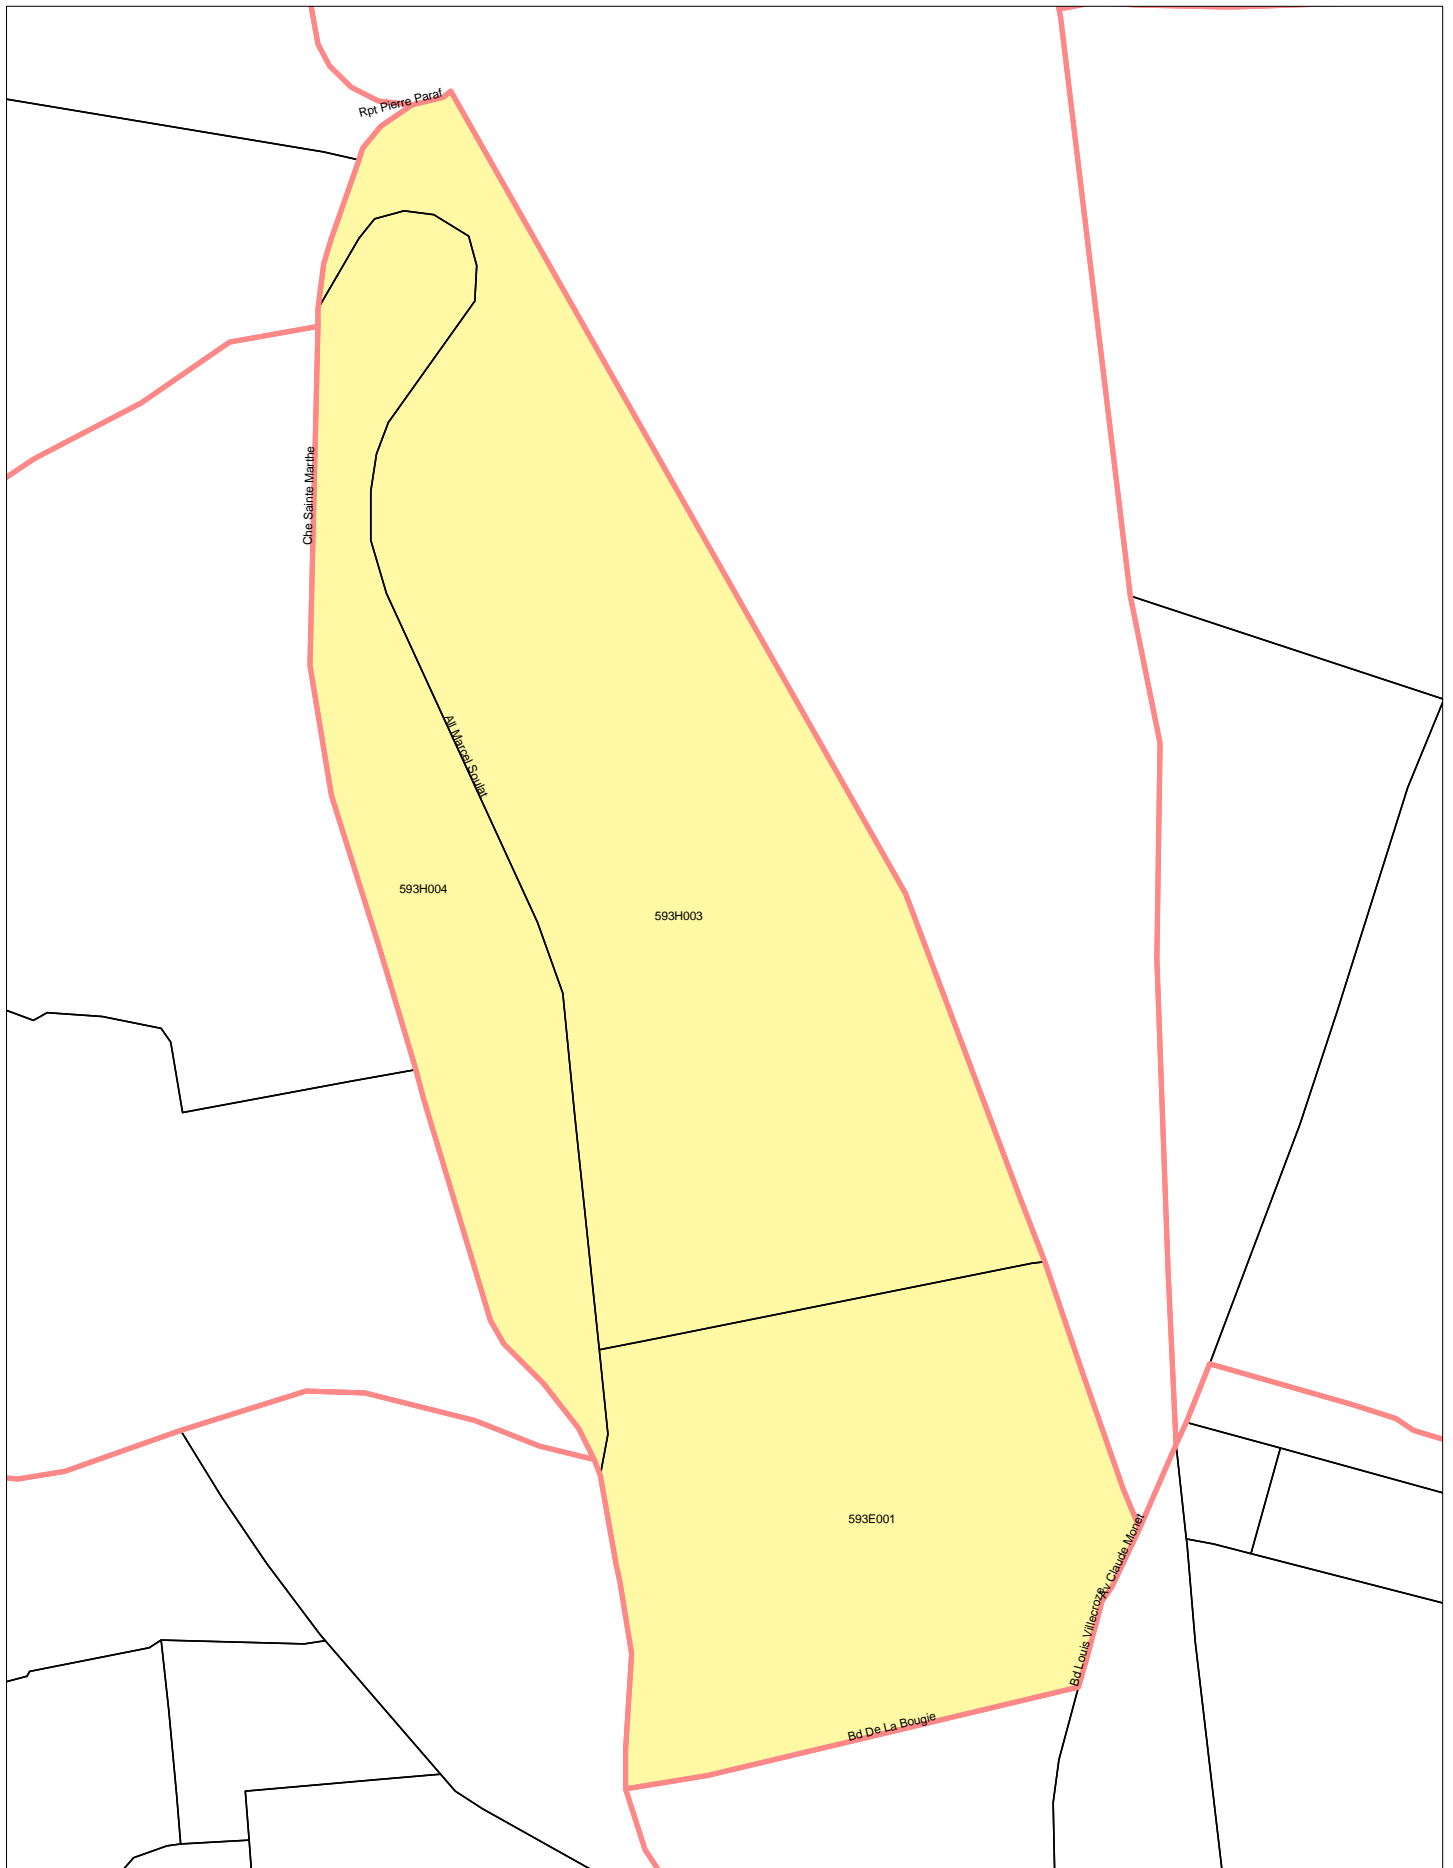 Rpt Pierre Paraf
Che Sainte Marthe
All Marcel Soulat
593H004
593H003
593E001
Av Claude Monet
Bd Louis Villecroze
Bd De La Bougie